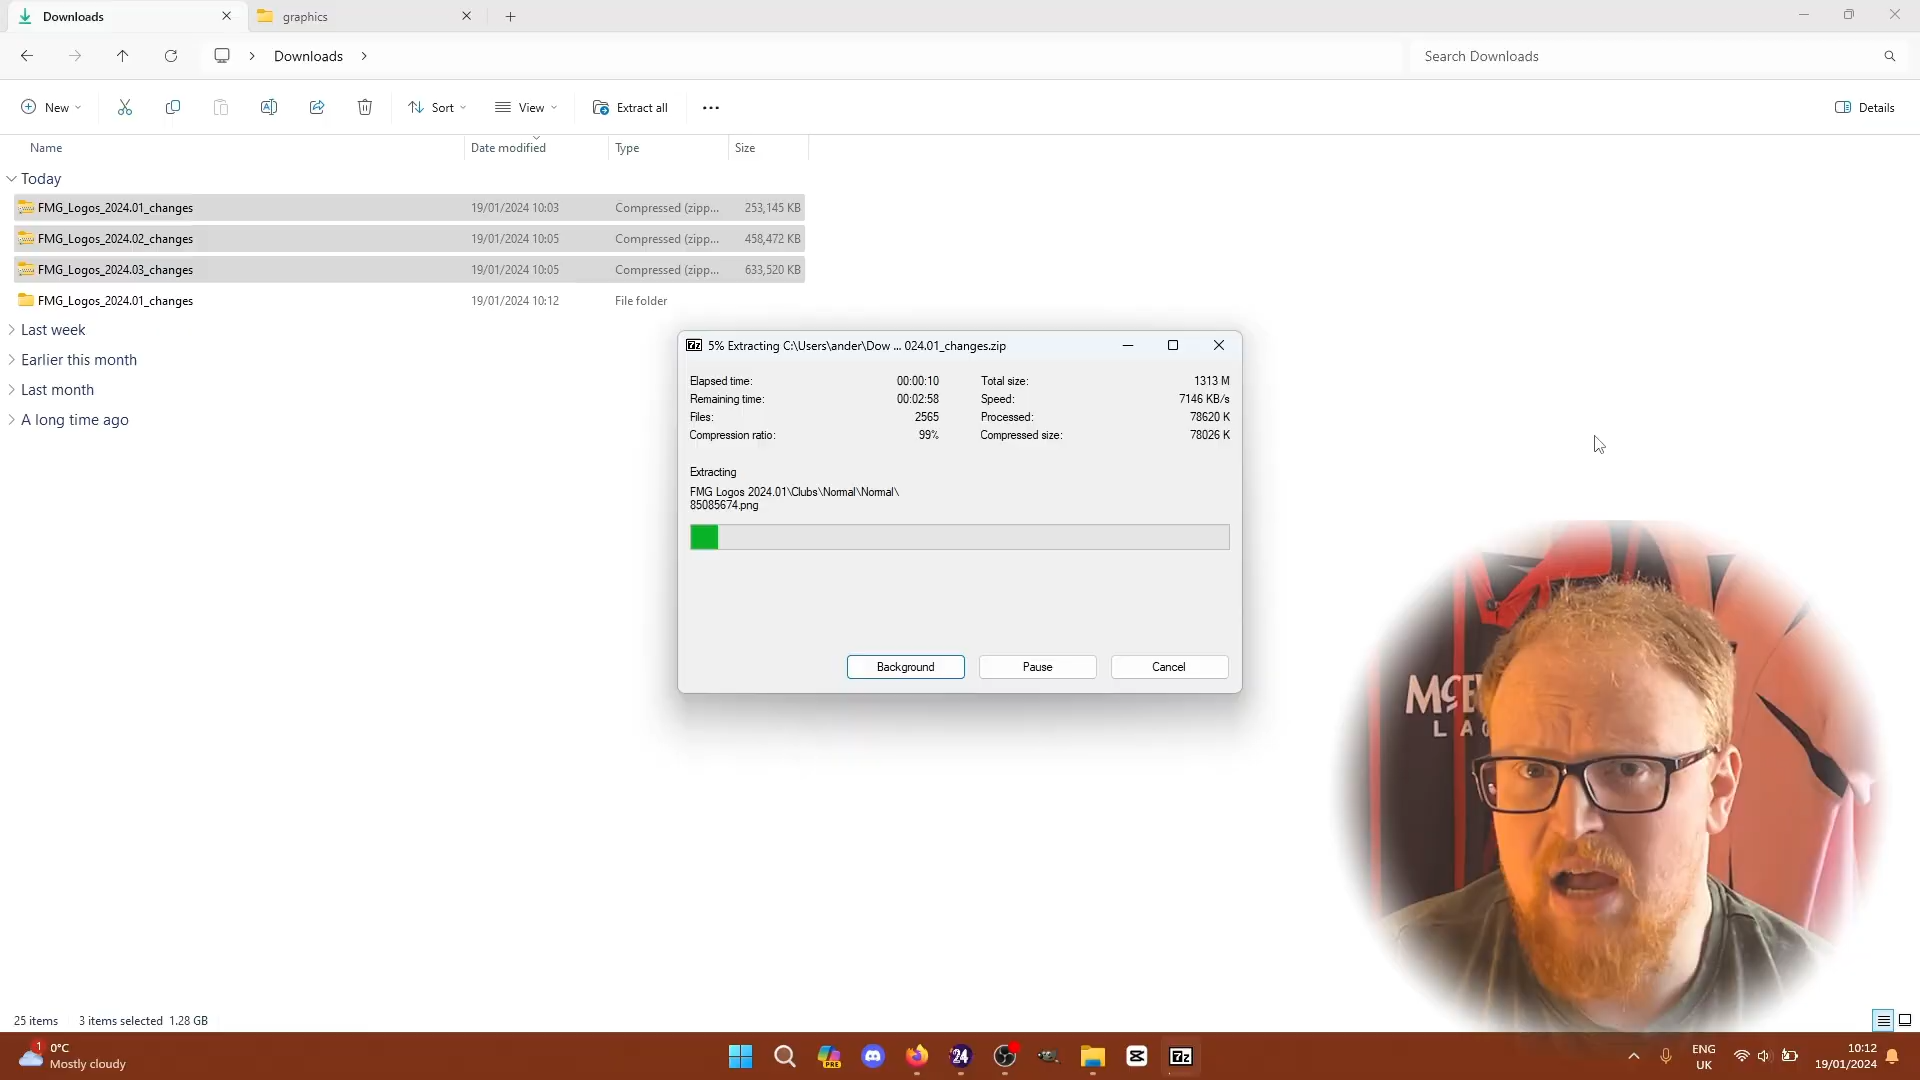 Downloads
graphics
Downloads
Search Downloads
New
Sort
View
Extract all
Details
Name
Date modified
Type
Size
Today
FMG_Logos_2024.01_changes 19/01/2024 10:03 Compressed (zipp... 253,145 KB
FMG_Logos_2024.02_changes 19/01/2024 10:05 Compressed (zipp... 458,472 KB
FMG_Logos_2024.03_changes 19/01/2024 10:05 Compressed (zipp... 633,520 KB
FMG_Logos_2024.01_changes 19/01/2024 10:12 File folder
Last week
Earlier this month
Last month
A long time ago
7z 5% Extracting C:\Users\ander\Dow ... 024.01_changes.zip
Elapsed time: 00:00:10 Total size: 1313 M
Remaining time: 00:02:58 Speed: 7146 KB/s
Files: 2565 Processed: 78620 K
Compression ratio: 99% Compressed size: 78026 K
Extracting
FMG Logos 2024.01\Clubs\Normal\Normal\
85085674.png
Background
Pause
Cancel
25 items 3 items selected 1.28 GB
1
0°C
Mostly cloudy
PRE
24
7z
ENG
UK
10:12
19/01/2024